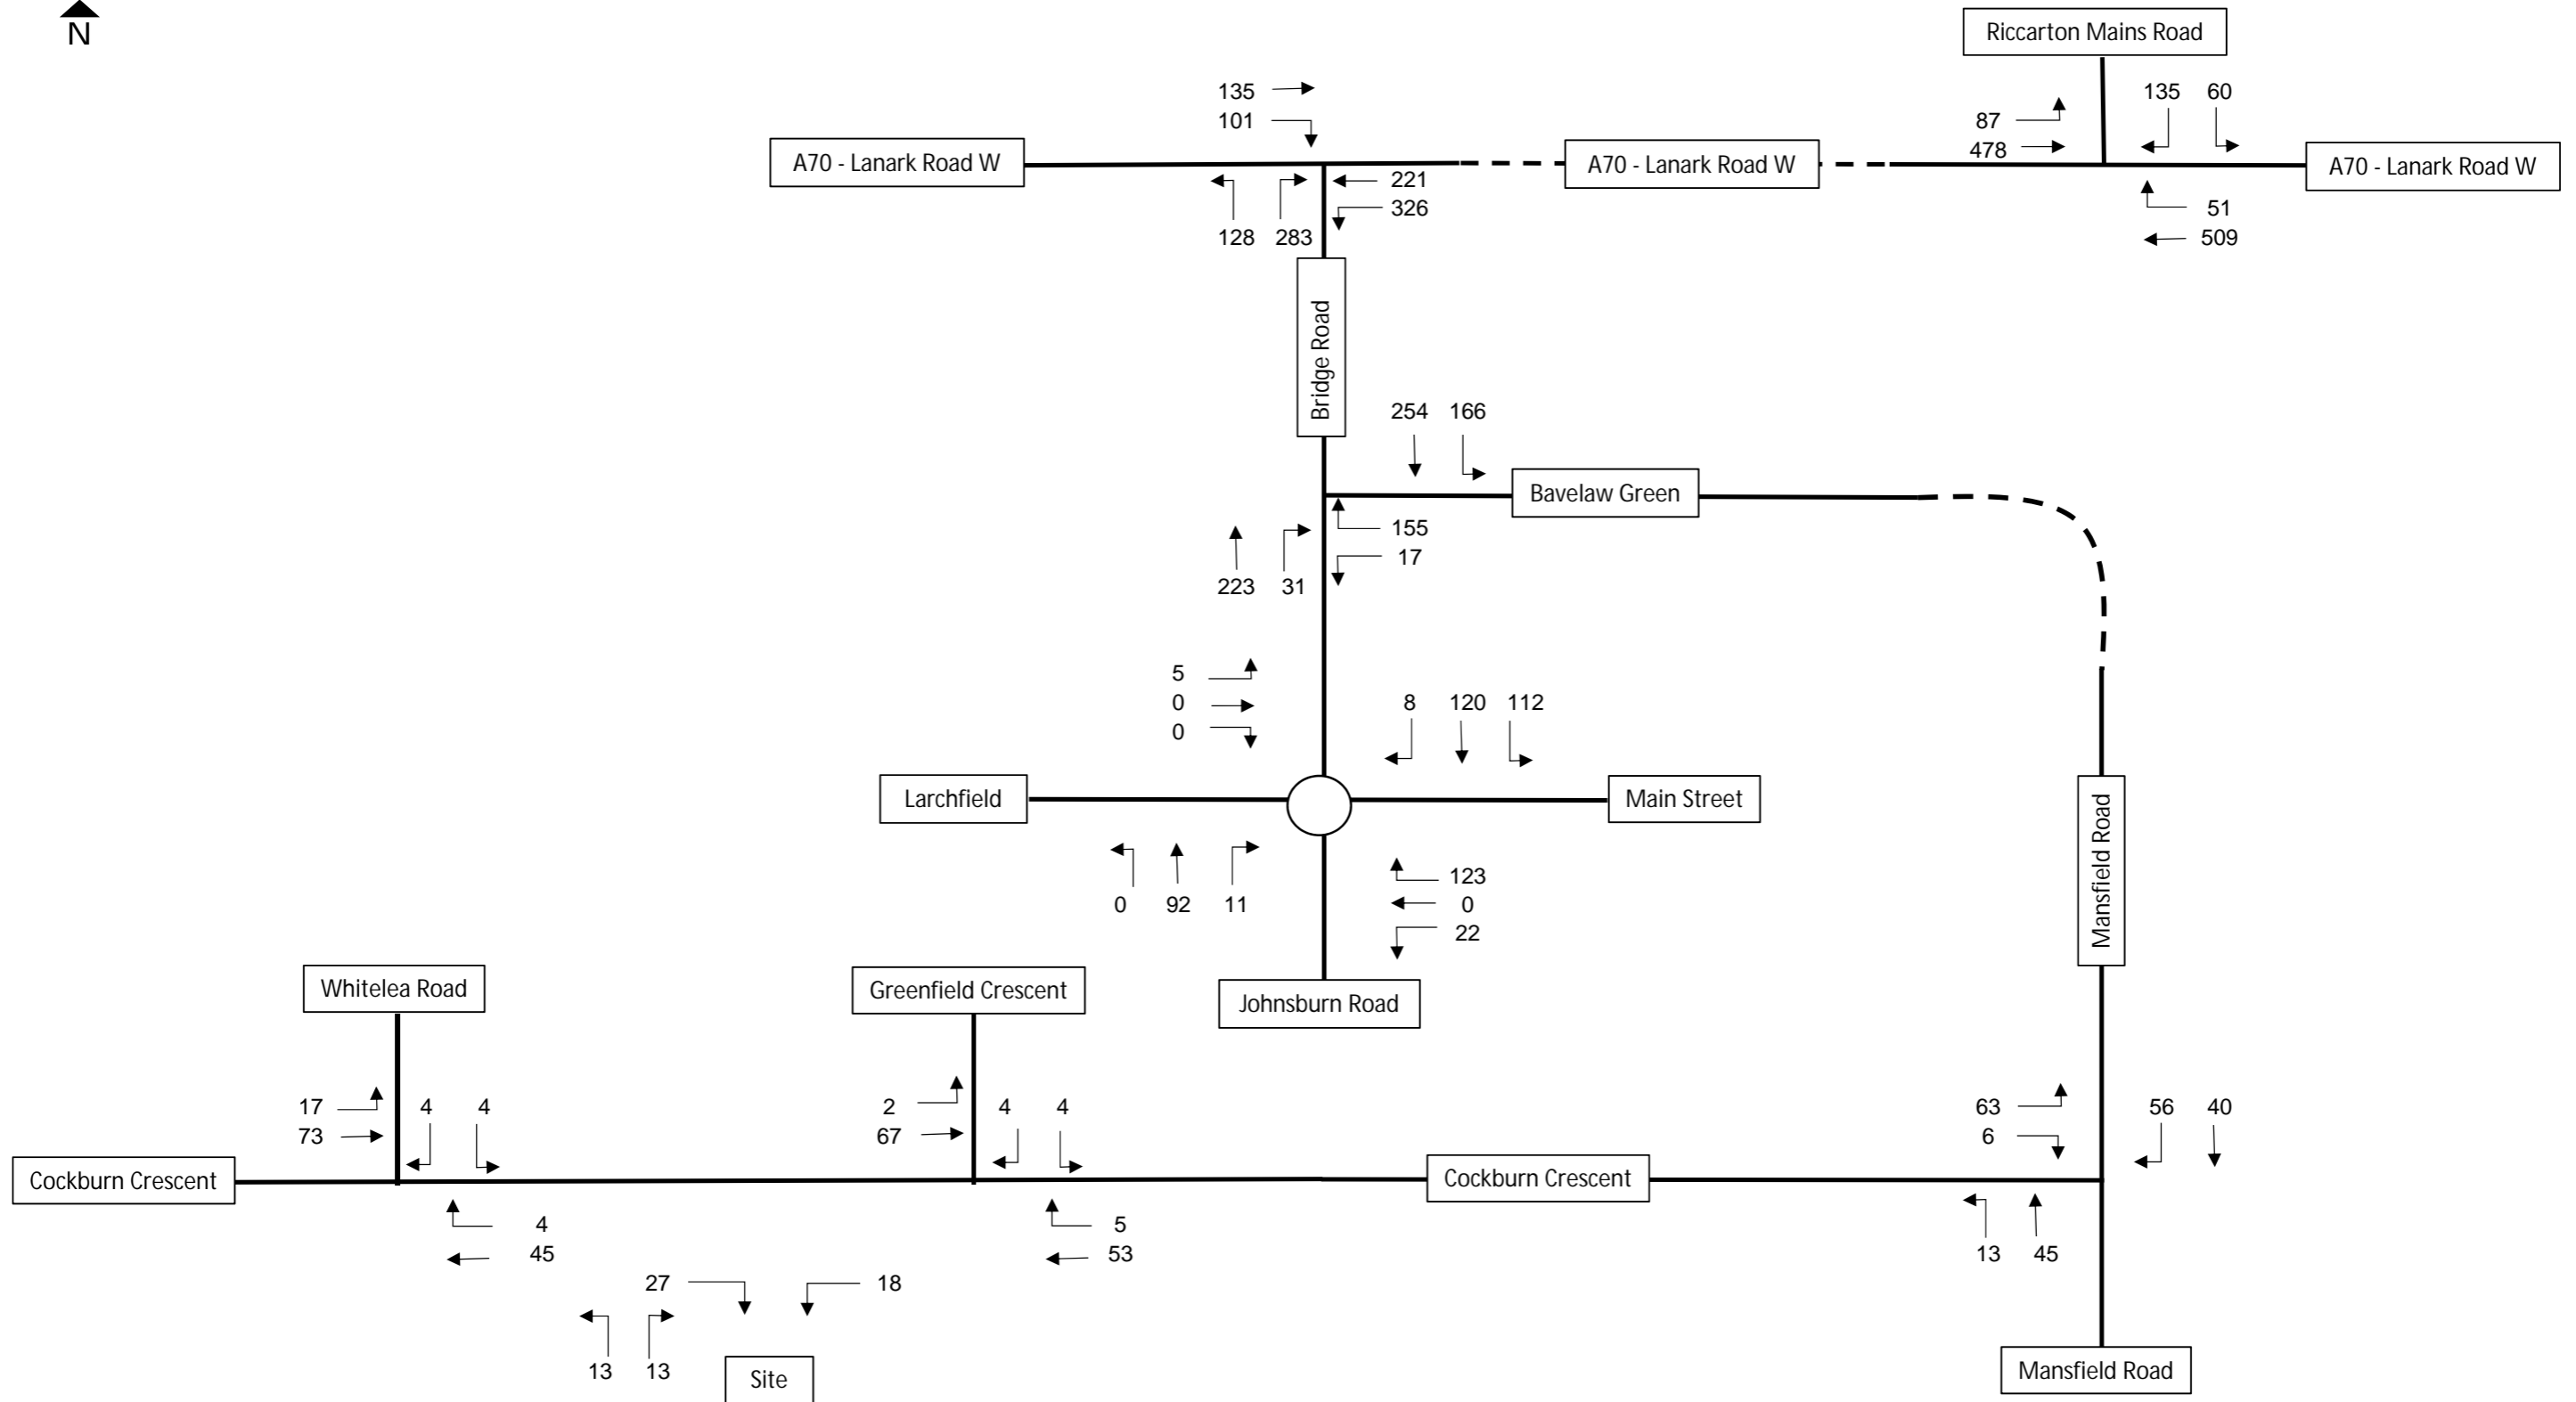 N
Riccarton Mains Road
135
101
87
478
135 60
A70 - Lanark Road W
A70 - Lanark Road W
A70 - Lanark Road W
128 283
221
326
51
509
Bridge Road
254 166
Bavelaw Green
155
17
223 31
5
0
0
8 120 112
Larchfield
Main Street
Mansfield Road
0 92 11
123
0
22
Whitelea Road
Greenfield Crescent
Johnsburn Road
17
73
4 4
2
67
4 4
63
6
56 40
Cockburn Crescent
Cockburn Crescent
4
45
5
53
13 45
27
18
13 13
Site
Mansfield Road